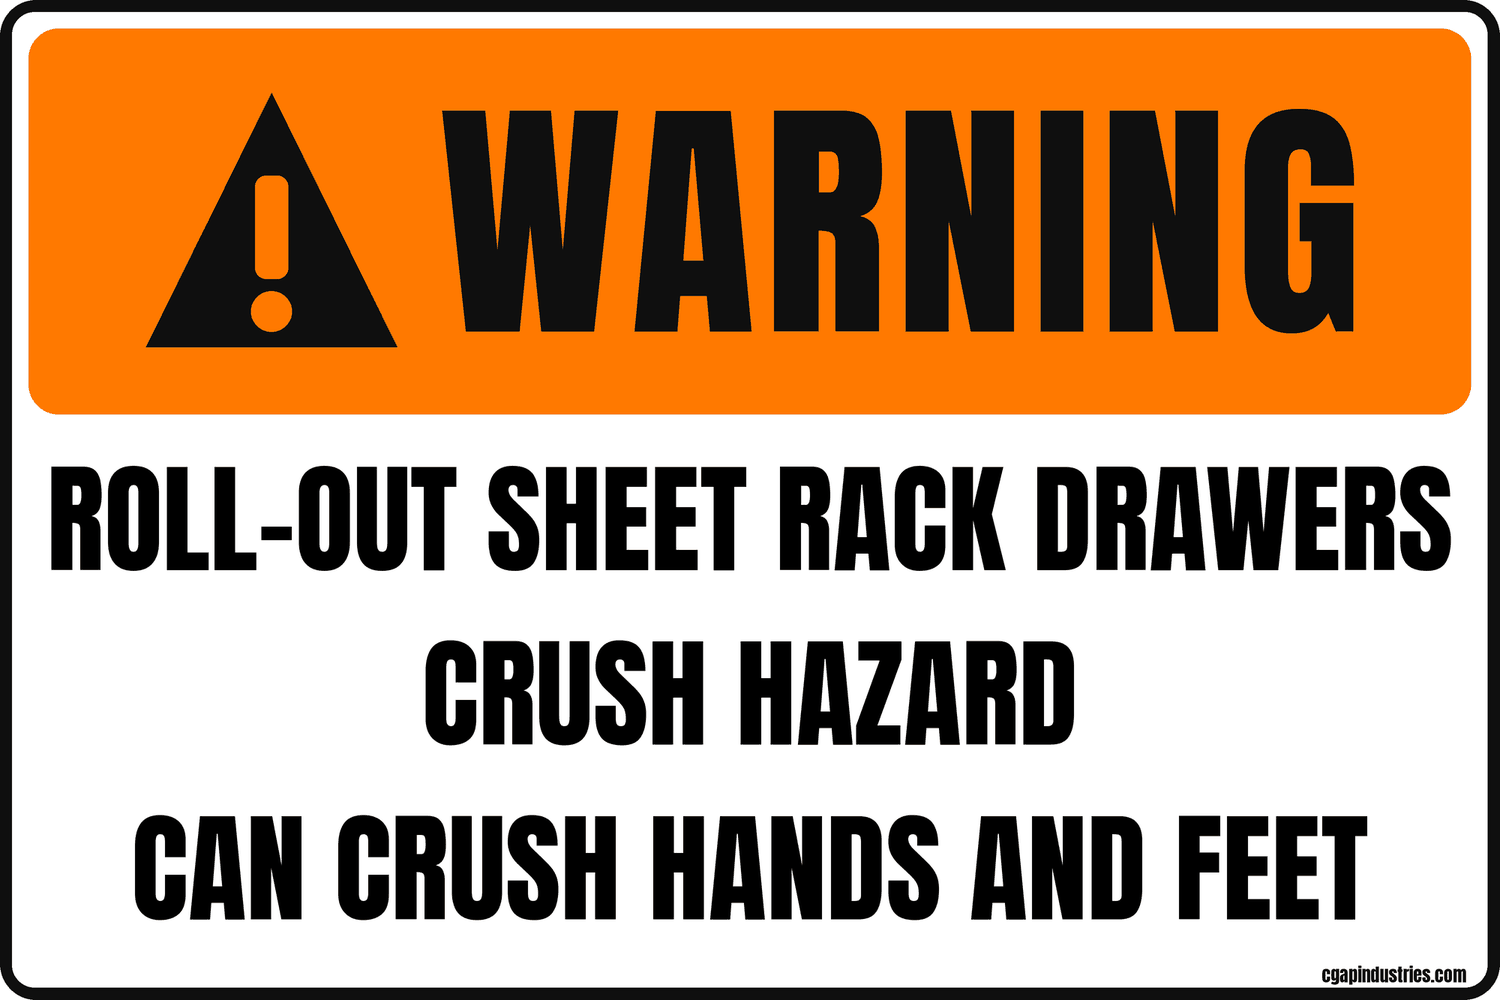 WARNING
ROLL-OUT SHEET RACK DRAWERS
CRUSH HAZARD
CAN CRUSH HANDS AND FEET
cgapindustries.com